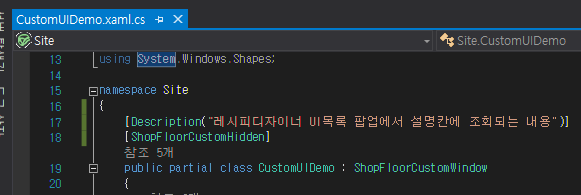 CustomUIDemo.xaml.cs
Site
Site.CustomUIDemo
13 using System.Windows.Shapes;
14
15 namespace Site
16 {
17 [Description("레시피디자이너 UI목록 팝업에서 설명칸에 조회되는 내용")]
18 [ShopFloorCustomHidden]
참조 5개
19 public partial class CustomUIDemo : ShopFloorCustomWindow
20 {